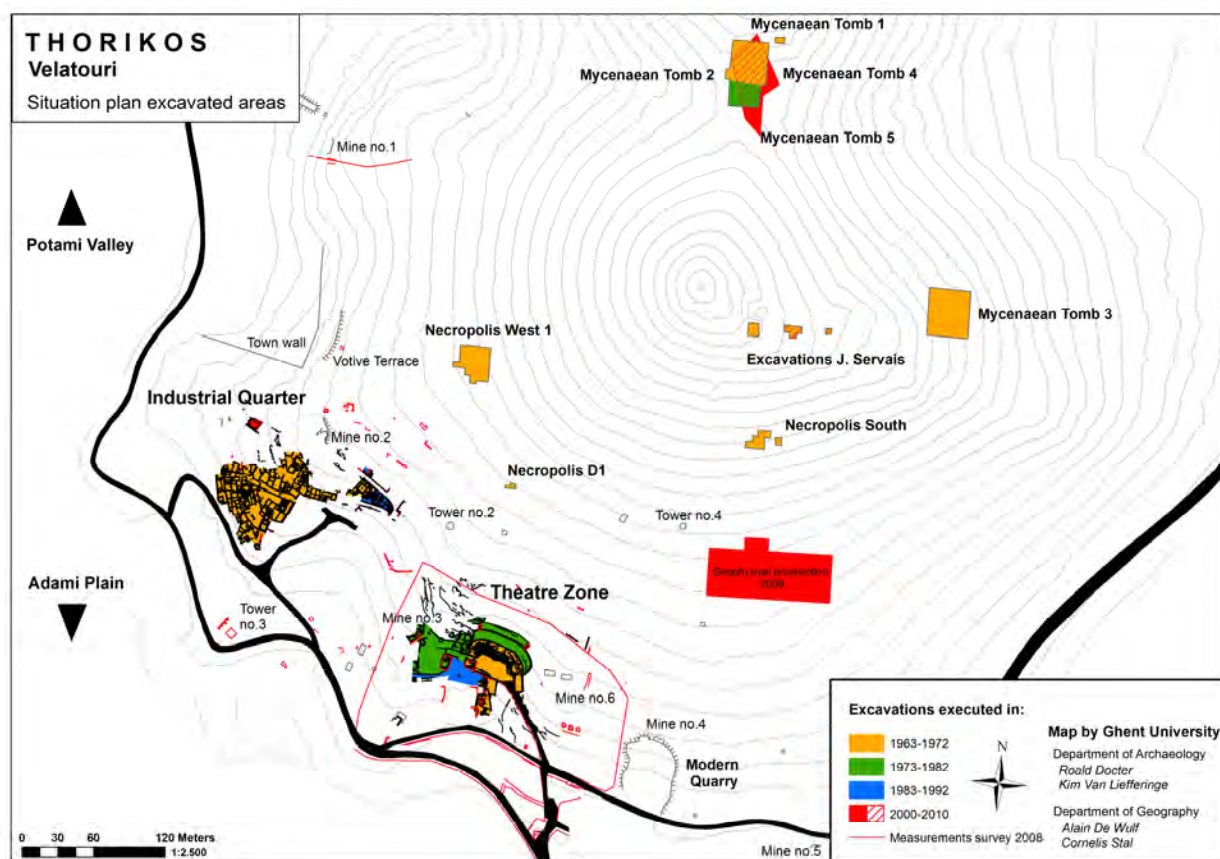 THORIKOS
Velatouri
Situation plan excavated areas
Mycenaean Tomb 1
Mycenaean Tomb 2
Mycenaean Tomb 4
Mycenaean Tomb 5
Mine no.1
Potami Valley
Mycenaean Tomb 3
Necropolis West 1
Town wall
Votive Terrace
Excavations J. Servais
Industrial Quarter
Mine no.2
Necropolis South
Necropolis D1
Tower no.2
Tower no.4
Geophysical prospection
2009
Adami Plain
Theatre Zone
Tower
no.3
Mine no.3
Mine no.6
Mine no.4
Modern
Quarry
Mine no.5
Excavations executed in:
1963-1972
1973-1982
1983-1992
2000-2010
Measurements survey 2008
N
Map by Ghent University
Department of Archaeology
Roald Docter
Kim Van Liefferinge
Department of Geography
Alain De Wulf
Cornelis Stal
0 30 60 120 Meters
1:2.500